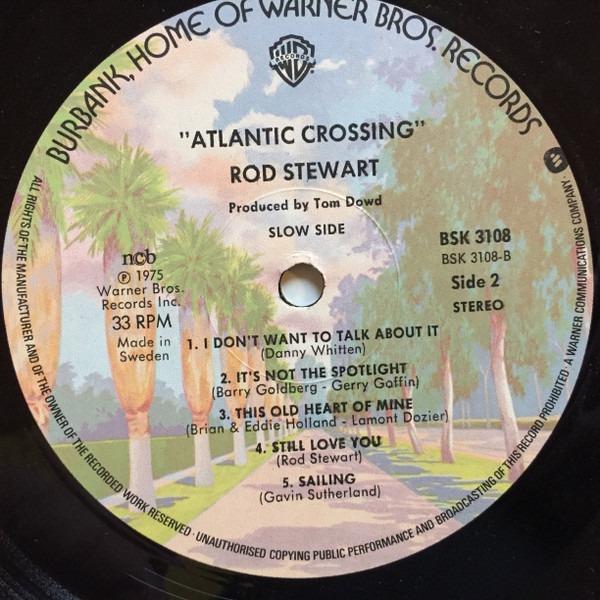 BURBANK, HOME OF WARNER BROS. RECORDS
WB
RECORDS
"ATLANTIC CROSSING"
ROD STEWART
Produced by Tom Dowd
SLOW SIDE
BSK 3108
BSK 3108-B
Side 2
STEREO
ncb
℗ 1975
Warner Bros.
Records Inc.
33 RPM
Made in
Sweden
1. I DON'T WANT TO TALK ABOUT IT
(Danny Whitten)
2. IT'S NOT THE SPOTLIGHT
(Barry Goldberg - Gerry Goffin)
3. THIS OLD HEART OF MINE
(Brian & Eddie Holland - Lamont Dozier)
4. STILL LOVE YOU
(Rod Stewart)
5. SAILING
(Gavin Sutherland)
ALL RIGHTS OF THE MANUFACTURER AND OF THE OWNER OF THE RECORDED WORK RESERVED · UNAUTHORISED COPYING PUBLIC PERFORMANCE AND BROADCASTING OF THIS RECORD PROHIBITED · A WARNER COMMUNICATIONS COMPANY ·